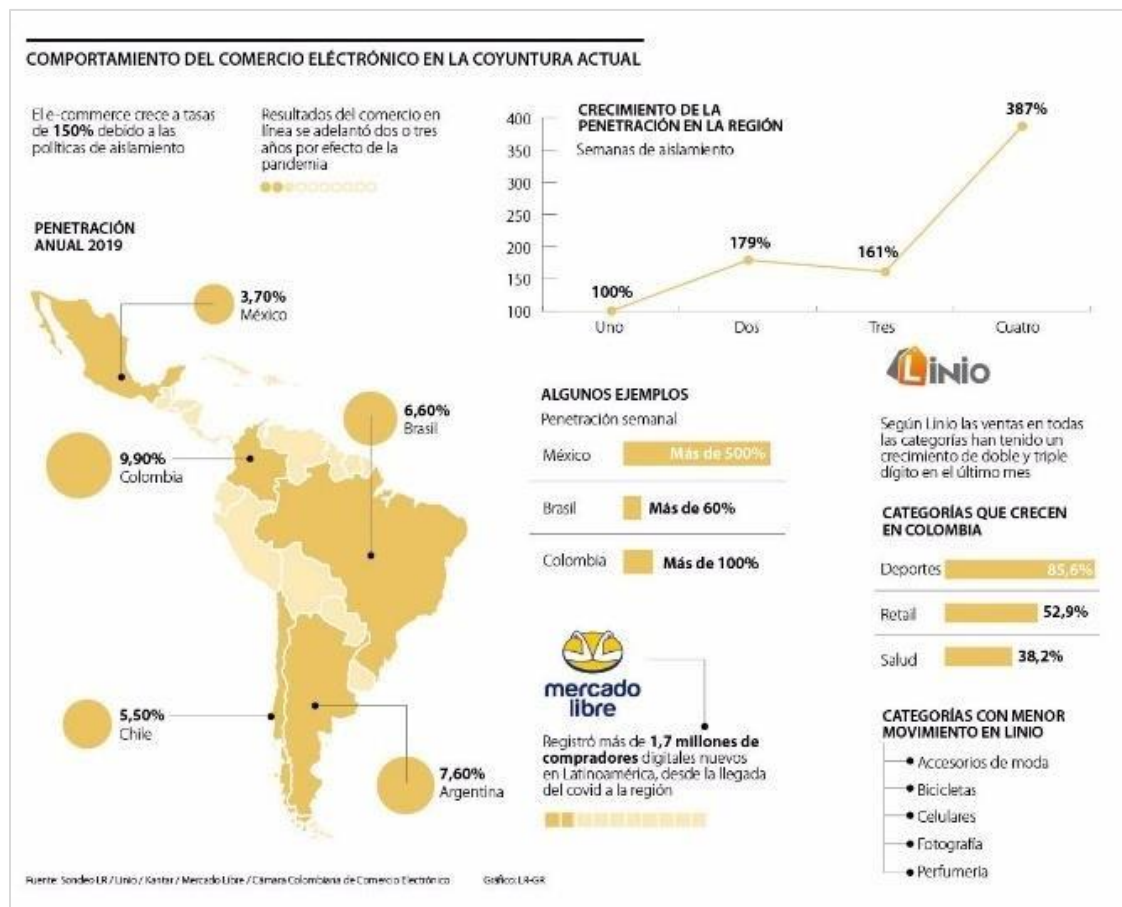 COMPORTAMIENTO DEL COMERCIO ELÉCTRÓNICO EN LA COYUNTURA ACTUAL
El e-commerce crece a tasas
de 150% debido a las
políticas de aislamiento
Resultados del comercio en
línea se adelantó dos o tres
años por efecto de la
pandemia
PENETRACIÓN
ANUAL 2019
3,70%
México
6,60%
Brasil
9,90%
Colombia
5,50%
Chile
7,60%
Argentina
CRECIMIENTO DE LA
PENETRACIÓN EN LA REGIÓN
Semanas de aislamiento
400
350
300
250
200
150
100
100%
179%
161%
387%
Uno
Dos
Tres
Cuatro
ALGUNOS EJEMPLOS
Penetración semanal
México
Más de 500%
Brasil
Más de 60%
Colombia
Más de 100%
mercado
libre
Registró más de 1,7 millones de
compradores digitales nuevos
en Latinoamérica, desde la llegada
del covid a la región
LINIO
Según Linio las ventas en todas
las categorías han tenido un
crecimiento de doble y triple
dígito en el último mes
CATEGORÍAS QUE CRECEN
EN COLOMBIA
Deportes
85,6%
Retail
52,9%
Salud
38,2%
CATEGORÍAS CON MENOR
MOVIMIENTO EN LINIO
Accesorios de moda
Bicicletas
Celulares
Fotografía
Perfumería
Fuente: Sondeo LR / Linio / Kantar / Mercado Libre / Cámara Colombiana de Comercio Electrónico
Gráfico: LR-GR